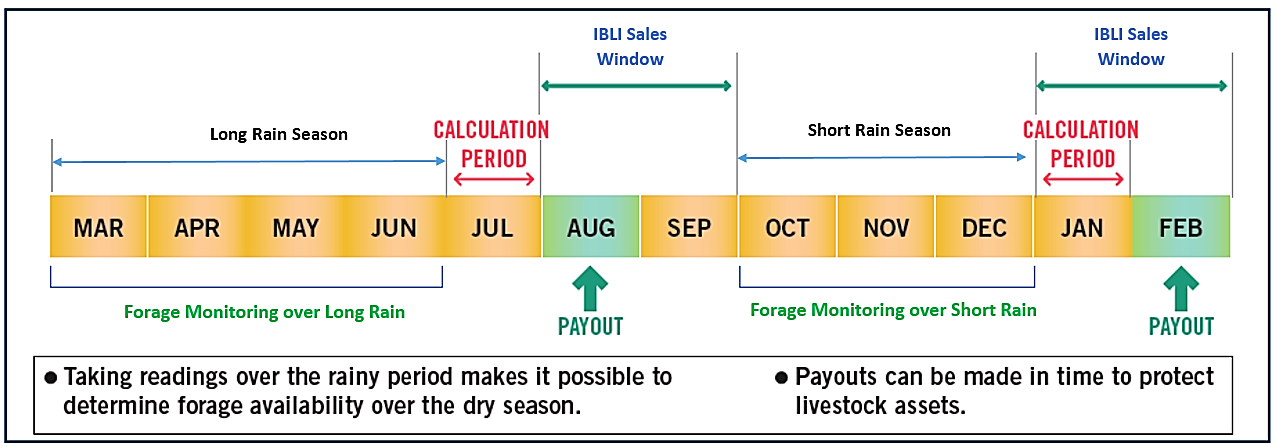 IBLI Sales
Window
IBLI Sales
Window
Long Rain Season
CALCULATION
PERIOD
Short Rain Season
CALCULATION
PERIOD
MAR APR MAY JUN JUL AUG SEP OCT NOV DEC JAN FEB
Forage Monitoring over Long Rain
PAYOUT
Forage Monitoring over Short Rain
PAYOUT
● Taking readings over the rainy period makes it possible to
determine forage availability over the dry season.
● Payouts can be made in time to protect
livestock assets.